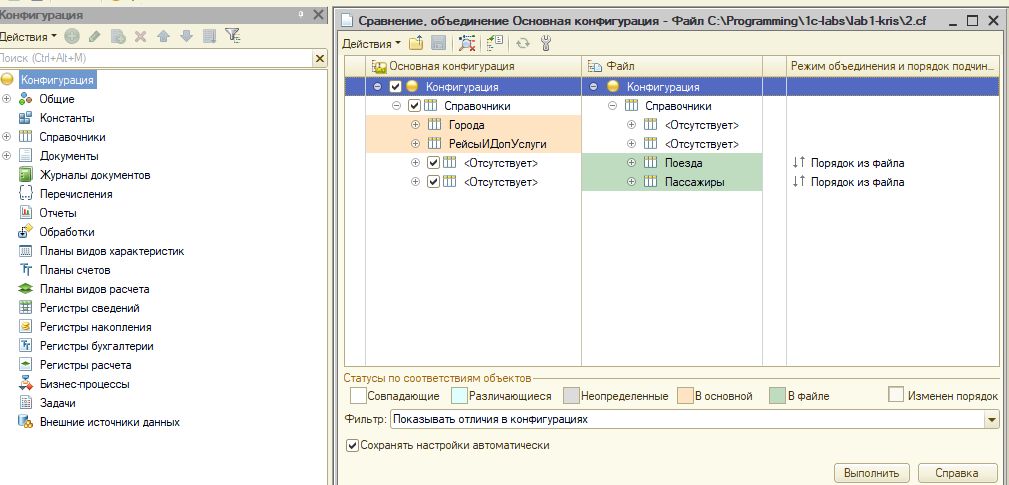 Конфигурация
Действия
Поиск (Ctrl+Alt+M)
Конфигурация
Общие
Константы
Справочники
Документы
Журналы документов
Перечисления
Отчеты
Обработки
Планы видов характеристик
Планы счетов
Планы видов расчета
Регистры сведений
Регистры накопления
Регистры бухгалтерии
Регистры расчета
Бизнес-процессы
Задачи
Внешние источники данных
Сравнение, объединение Основная конфигурация - Файл C:\Programming\1c-labs\lab1-kris\2.cf
Действия
Основная конфигурация Файл Режим объединения и порядок подчин...
Конфигурация Конфигурация
Справочники Справочники
Города <Отсутствует>
РейсыИДопУслуги <Отсутствует>
<Отсутствует> Поезда Порядок из файла
<Отсутствует> Пассажиры Порядок из файла
Статусы по соответствиям объектов
Совпадающие Различающиеся Неопределенные В основной В файле Изменен порядок
Фильтр: Показывать отличия в конфигурациях
Сохранять настройки автоматически
Выполнить Справка